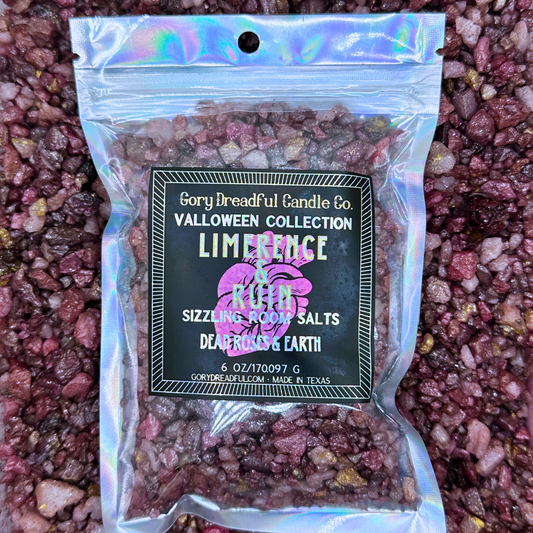 Gory Dreadful Candle Co.
VALLOWEEN COLLECTION
LIMERENCE
&
RUIN
SIZZLING ROOM SALTS
DEAD ROSES & EARTH
6 OZ/170.097 G
GORYDREADFUL.COM - MADE IN TEXAS